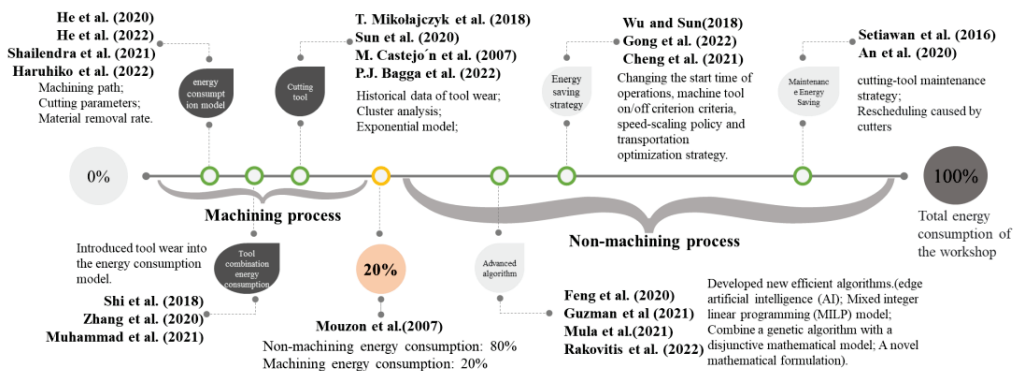 He et al. (2020)
He et al. (2022)
Shailendra et al. (2021)
Haruhiko et al. (2022)
Machining path;
Cutting parameters;
Material removal rate.
energy
consumpt
ion model
Cutting
tool
T. Mikołajczyk et al. (2018)
Sun et al. (2020)
M. Castejo´n et al. (2007)
P.J. Bagga et al. (2022)
Historical data of tool wear;
Cluster analysis;
Exponential model;
Energy
saving
strategy
Wu and Sun(2018)
Gong et al. (2022)
Cheng et al. (2021)
Changing the start time of
operations, machine tool
on/off criterion criteria,
speed-scaling policy and
transportation
optimization strategy.
Maintenanc
e Energy
Saving
Setiawan et al. (2016)
An et al. (2020)
cutting-tool maintenance
strategy;
Rescheduling caused by
cutters
0%
100%
Total energy
consumption of
the workshop
Machining process
Non-machining process
Introduced tool wear into
the energy consumption
model.
Tool
combination
energy
consumption
Shi et al. (2018)
Zhang et al. (2020)
Muhammad et al. (2021)
20%
Mouzon et al.(2007)
Non-machining energy consumption: 80%
Machining energy consumption: 20%
Advanced
algorithm
Feng et al. (2020)
Guzman et al (2021)
Mula et al.(2021)
Rakovitis et al. (2022)
Developed new efficient algorithms.(edge
artificial intelligence (AI); Mixed integer
linear programming (MILP) model;
Combine a genetic algorithm with a
disjunctive mathematical model; A novel
mathematical formulation).